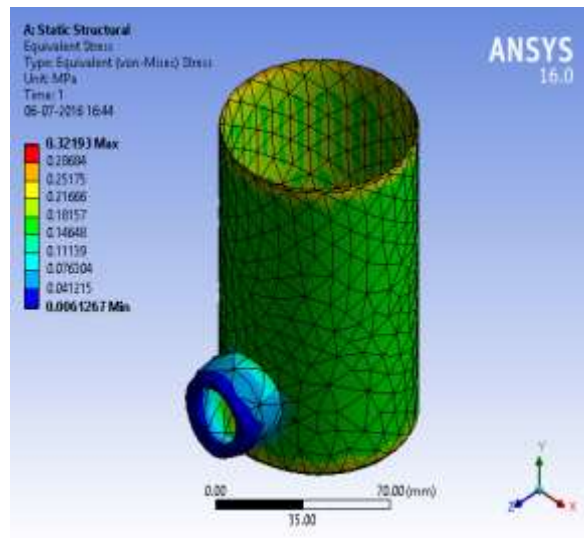 A: Static Structural
Equivalent Stress
Type: Equivalent (von-Mises) Stress
Unit: MPa
Time: 1
06-07-2016 16:44
0.32193 Max
0.28684
0.25175
0.21666
0.18157
0.14648
0.11139
0.076304
0.041215
0.0061267 Min
ANSYS
16.0
0.00
70.00 (mm)
35.00
Y
Z
X